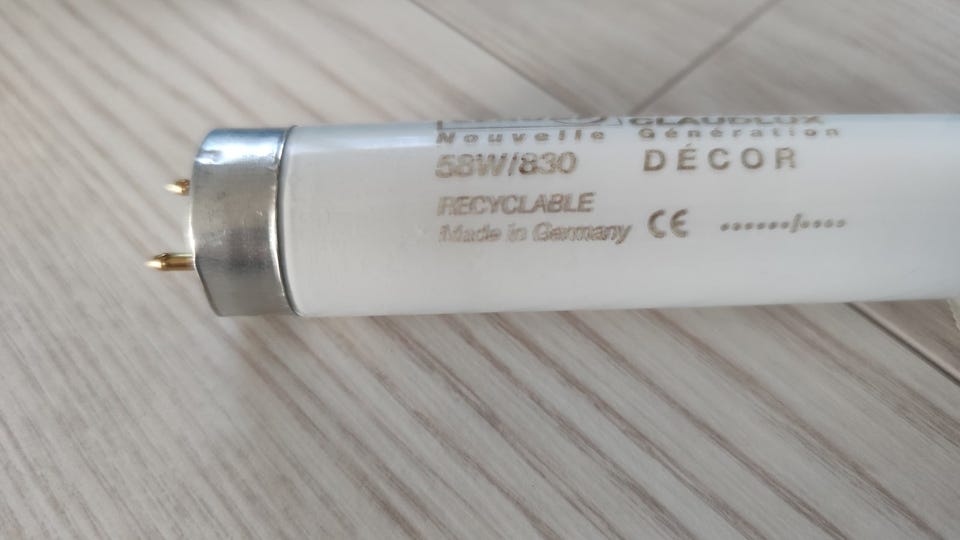 CLAUDLUX
Nouvelle Génération
58W/830 DÉCOR
RECYCLABLE
Made in Germany CE